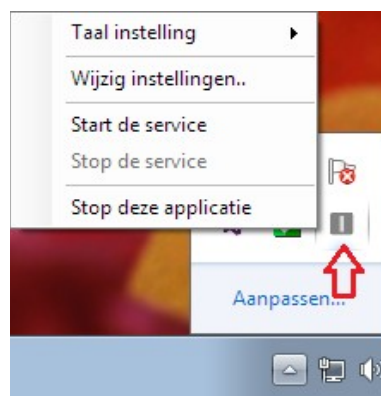 Taal instelling
Wijzig instellingen..
Start de service
Stop de service
Stop deze applicatie
Aanpassen...